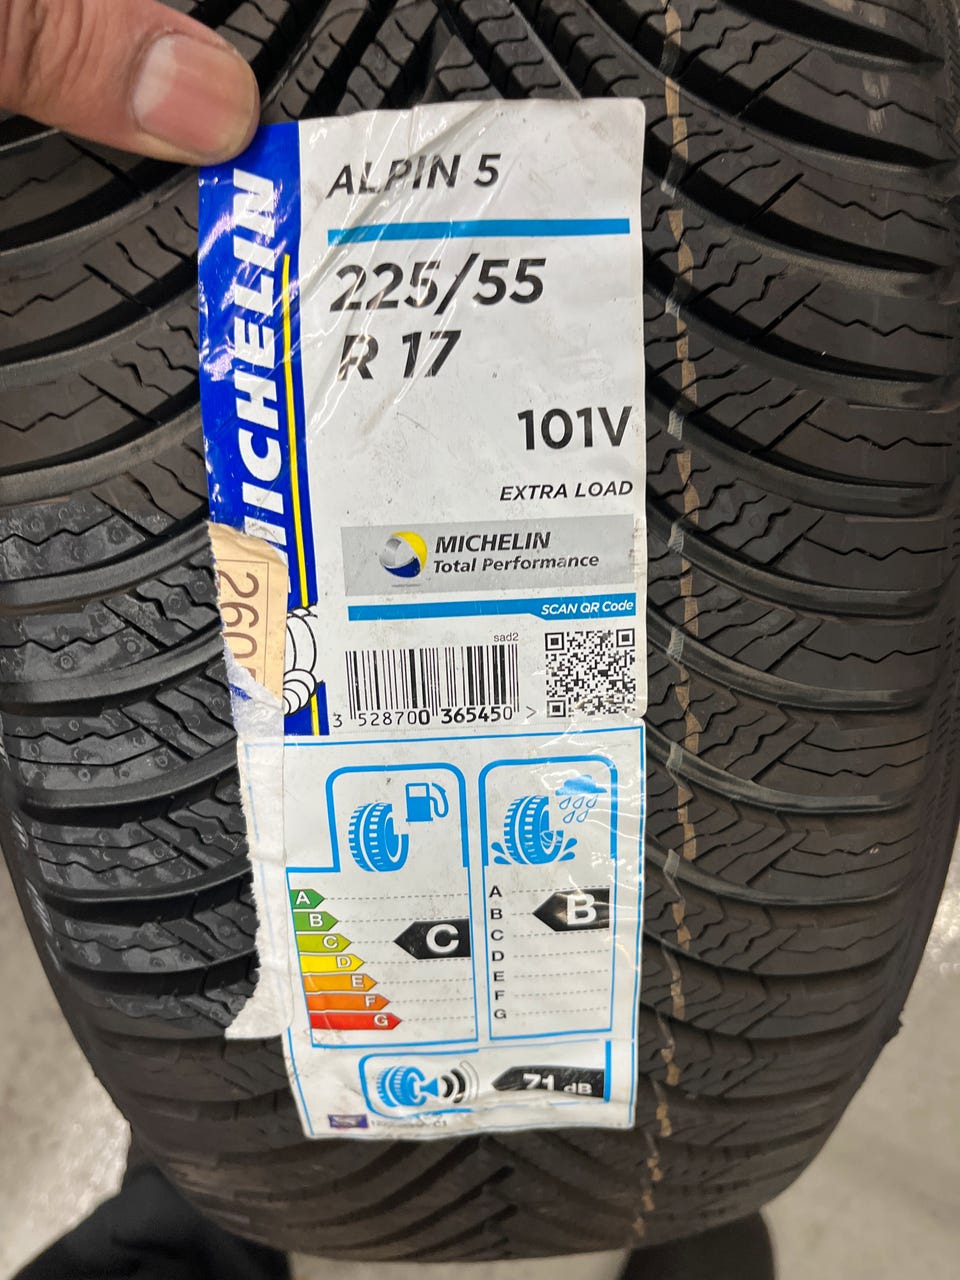 MICHELIN
ALPIN 5
225/55
R 17
101V
EXTRA LOAD
MICHELIN
Total Performance
SCAN QR Code
sad2
3 528700 365450 >
A
B
C
D
E
F
G
C
A
B
C
D
E
F
G
B
71 dB